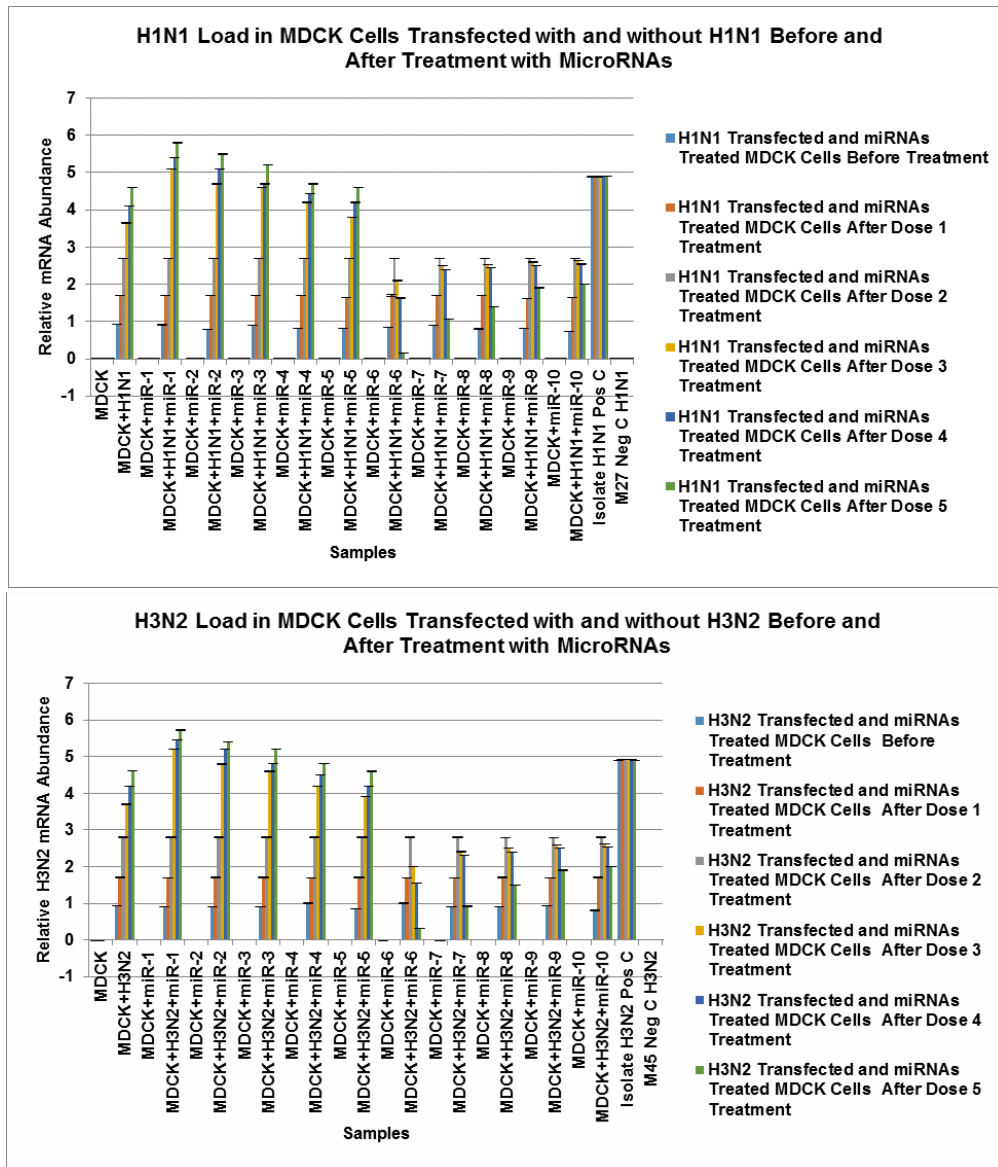 H1N1 Load in MDCK Cells Transfected with and without H1N1 Before and
After Treatment with MicroRNAs
7
6
5
4
3
2
1
0
-1
Relative mRNA Abundance
MDCK
MDCK+H1N1
MDCK+miR-1
MDCK+H1N1+miR-1
MDCK+miR-2
MDCK+H1N1+miR-2
MDCK+miR-3
MDCK+H1N1+miR-3
MDCK+miR-4
MDCK+H1N1+miR-4
MDCK+miR-5
MDCK+H1N1+miR-5
MDCK+miR-6
MDCK+H1N1+miR-6
MDCK+miR-7
MDCK+H1N1+miR-7
MDCK+miR-8
MDCK+H1N1+miR-8
MDCK+miR-9
MDCK+H1N1+miR-9
MDCK+miR-10
MDCK+H1N1+miR-10
Isolate H1N1 Pos C
M27 Neg C H1N1
Samples
H1N1 Transfected and miRNAs
Treated MDCK Cells Before Treatment
H1N1 Transfected and miRNAs
Treated MDCK Cells After Dose 1
Treatment
H1N1 Transfected and miRNAs
Treated MDCK Cells After Dose 2
Treatment
H1N1 Transfected and miRNAs
Treated MDCK Cells After Dose 3
Treatment
H1N1 Transfected and miRNAs
Treated MDCK Cells After Dose 4
Treatment
H1N1 Transfected and miRNAs
Treated MDCK Cells After Dose 5
Treatment
H3N2 Load in MDCK Cells Transfected with and without H3N2 Before and
After Treatment with MicroRNAs
7
6
5
4
3
2
1
0
-1
Relative H3N2 mRNA Abundance
MDCK
MDCK+H3N2
MDCK+miR-1
MDCK+H3N2+miR-1
MDCK+miR-2
MDCK+H3N2+miR-2
MDCK+miR-3
MDCK+H3N2+miR-3
MDCK+miR-4
MDCK+H3N2+miR-4
MDCK+miR-5
MDCK+H3N2+miR-5
MDCK+miR-6
MDCK+H3N2+miR-6
MDCK+miR-7
MDCK+H3N2+miR-7
MDCK+miR-8
MDCK+H3N2+miR-8
MDCK+miR-9
MDCK+H3N2+miR-9
MDCK+miR-10
MDCK+H3N2+miR-10
Isolate H3N2 Pos C
M45 Neg C H3N2
Samples
H3N2 Transfected and miRNAs
Treated MDCK Cells Before
Treatment
H3N2 Transfected and miRNAs
Treated MDCK Cells After Dose 1
Treatment
H3N2 Transfected and miRNAs
Treated MDCK Cells After Dose 2
Treatment
H3N2 Transfected and miRNAs
Treated MDCK Cells After Dose 3
Treatment
H3N2 Transfected and miRNAs
Treated MDCK Cells After Dose 4
Treatment
H3N2 Transfected and miRNAs
Treated MDCK Cells After Dose 5
Treatment